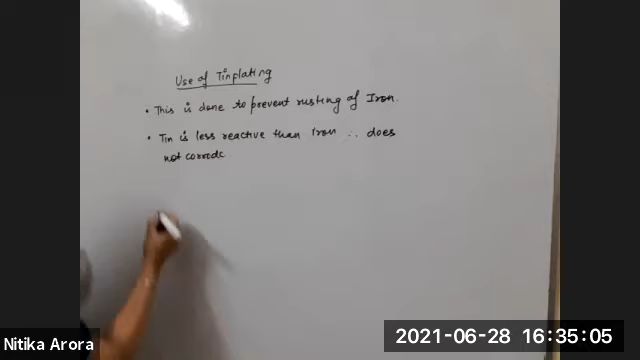 Use of Tinplating
• This is done to prevent rusting of Iron.
• Tin is less reactive than Iron ∴ does
not corrode
Nitika Arora
2021-06-28 16:35:05